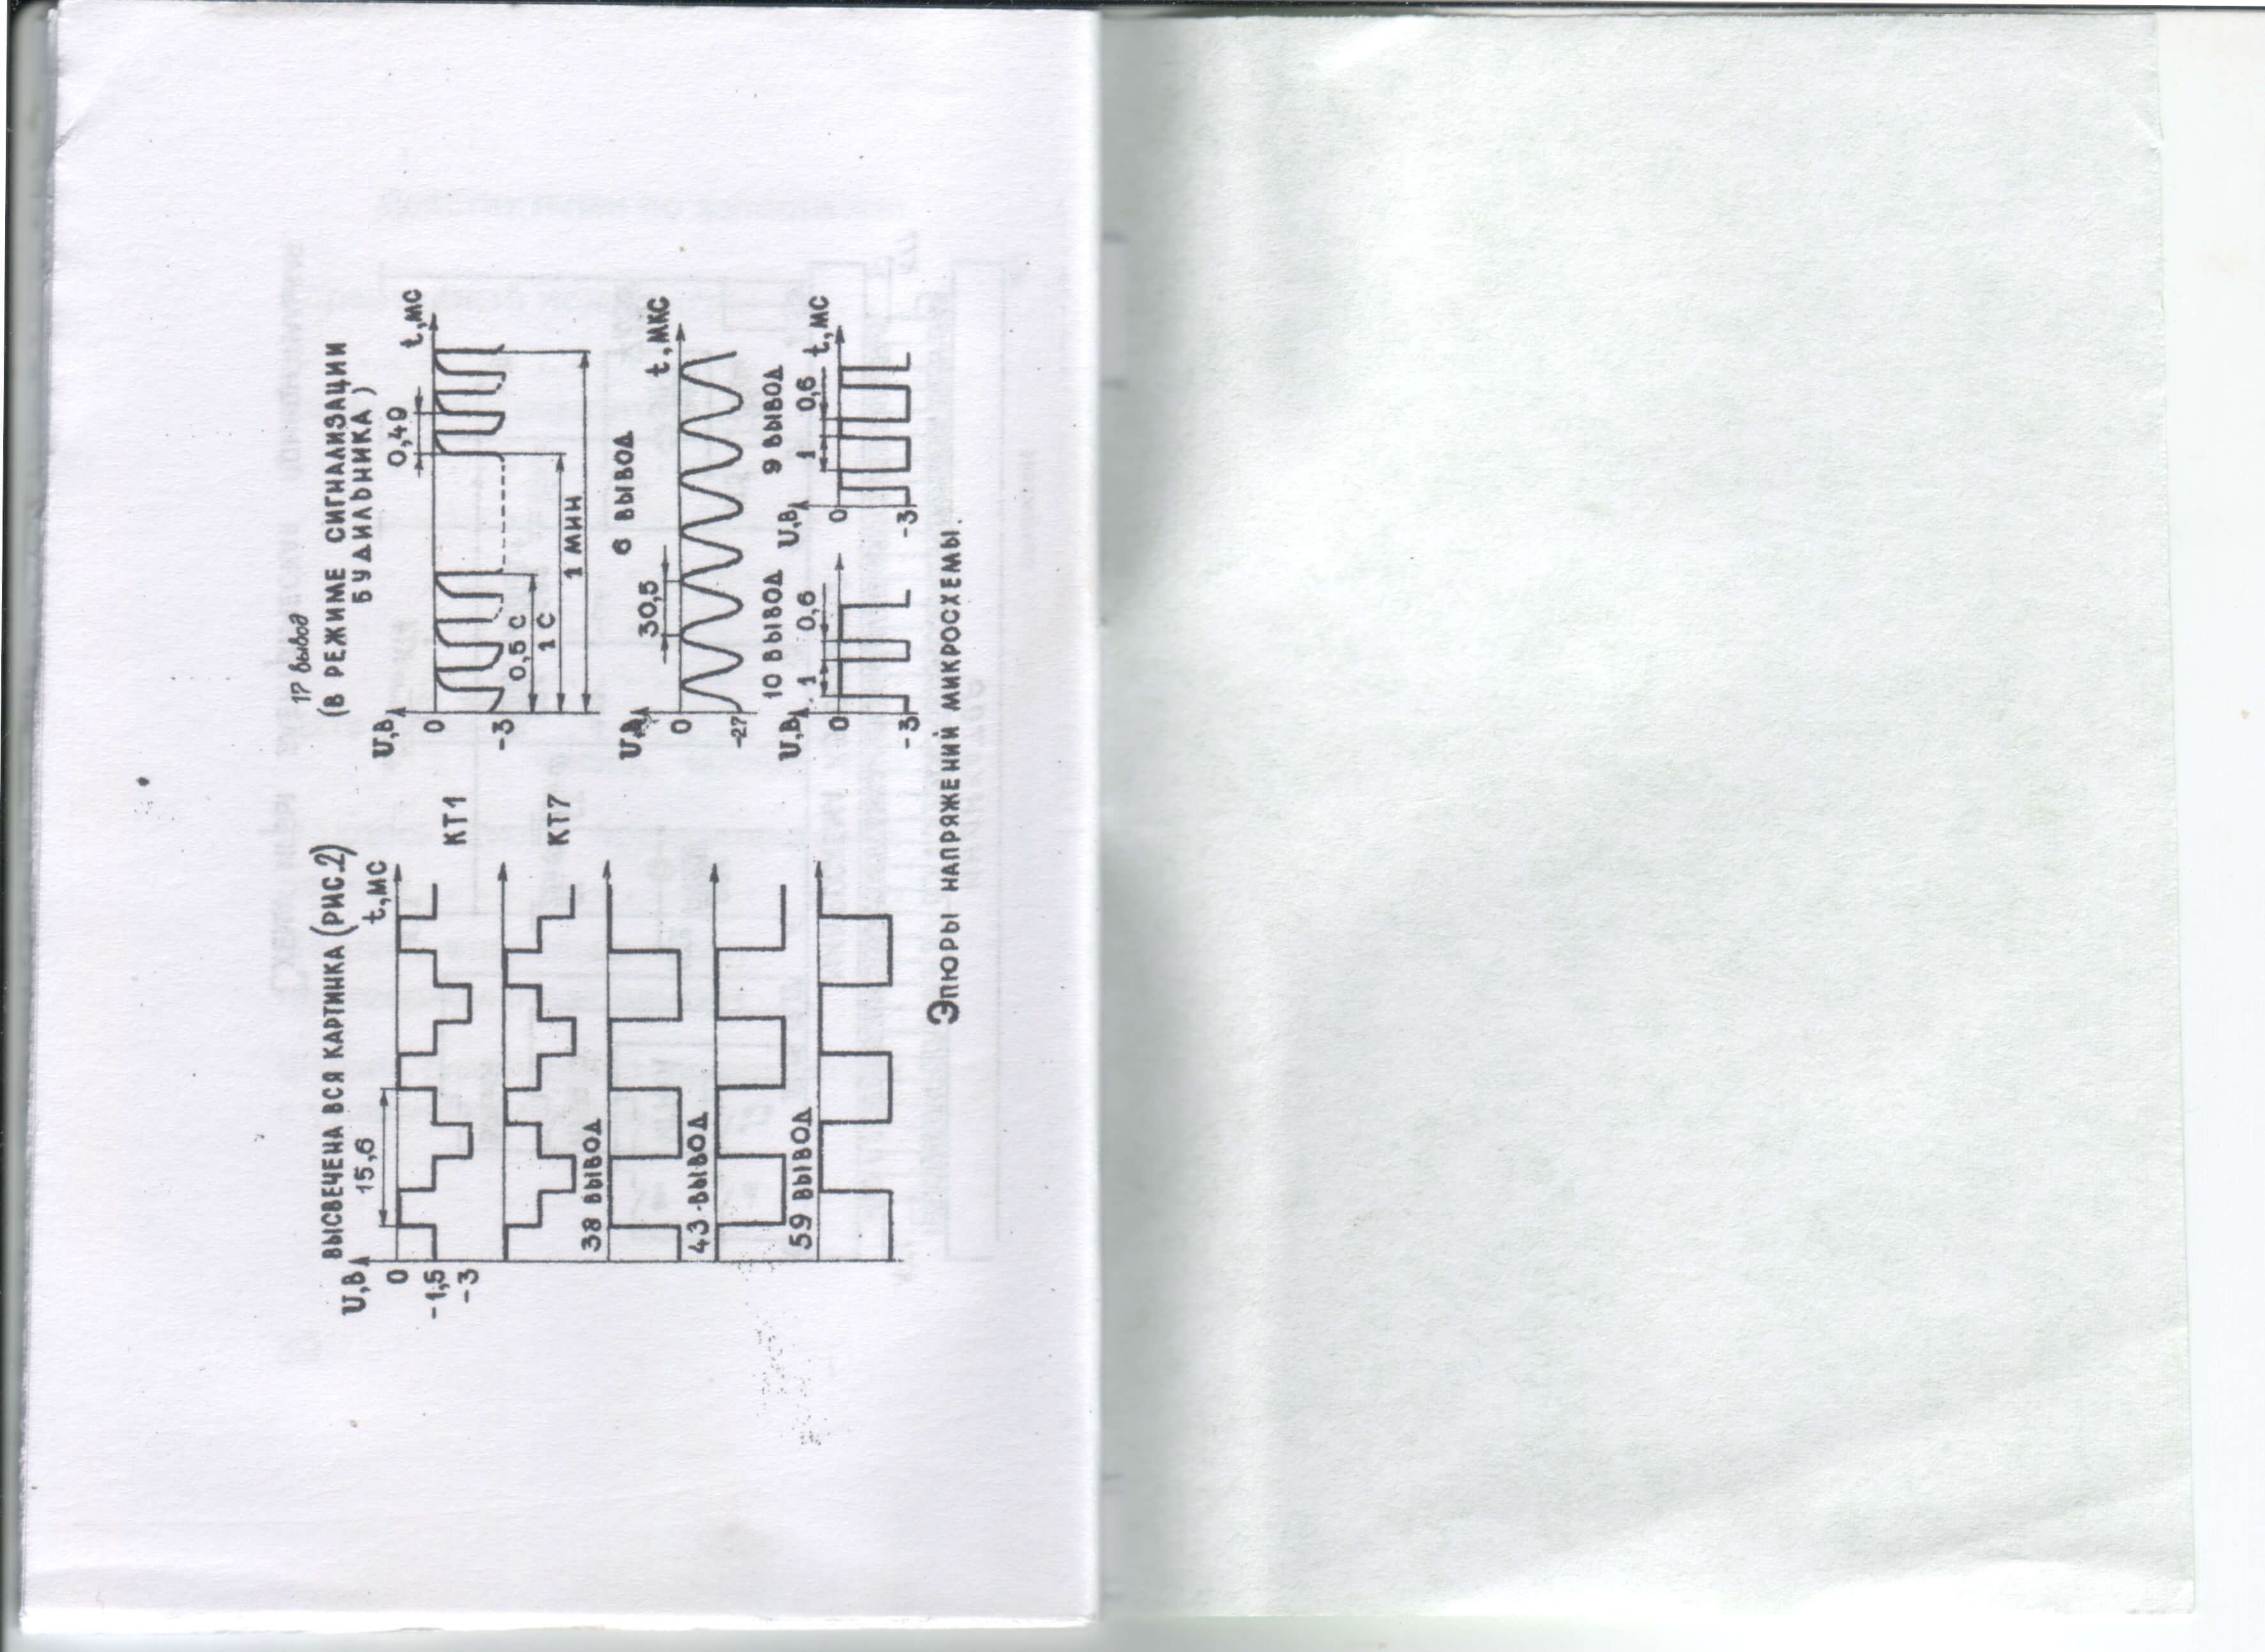 ВЫСВЕЧЕНА ВСЯ КАРТИНКА (РИС.2)
U,В
t,МС
15,6
0
-1,5
-3
КТ1
КТ7
38 ВЫВОД
43 ВЫВОД
59 ВЫВОД
17 вывод
(В РЕЖИМЕ СИГНАЛИЗАЦИИ
БУДИЛЬНИКА)
U,В
0,49
t,МС
0
-3
0,5 С
1 С
1 МИН
6 ВЫВОД
U,В
30,5
t,МКС
0
-27
10 ВЫВОД
U,В
1
0,6
0
-3
9 ВЫВОД
U,В
1
0,6
t,МС
0
-3
Эпюры НАПРЯЖЕНИЙ МИКРОСХЕМЫ.